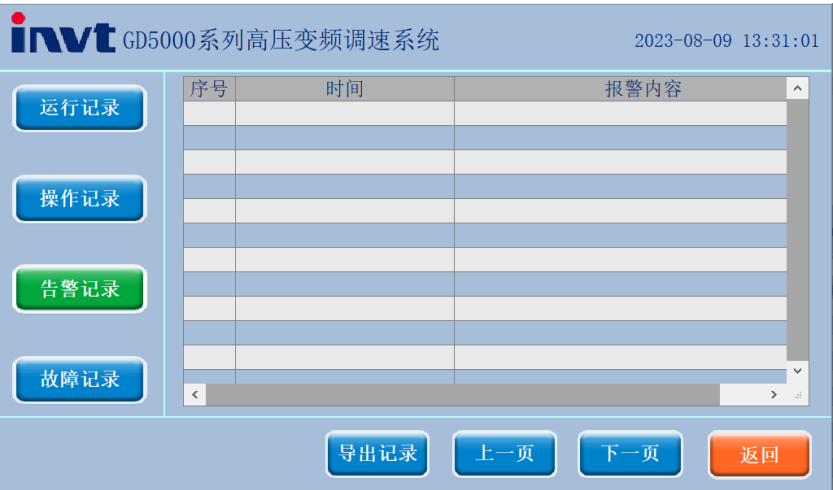 invt GD5000系列高压变频调速系统 2023-08-09 13:31:01
序号 时间 报警内容
运行记录
操作记录
告警记录
故障记录
导出记录 上一页 下一页 返回